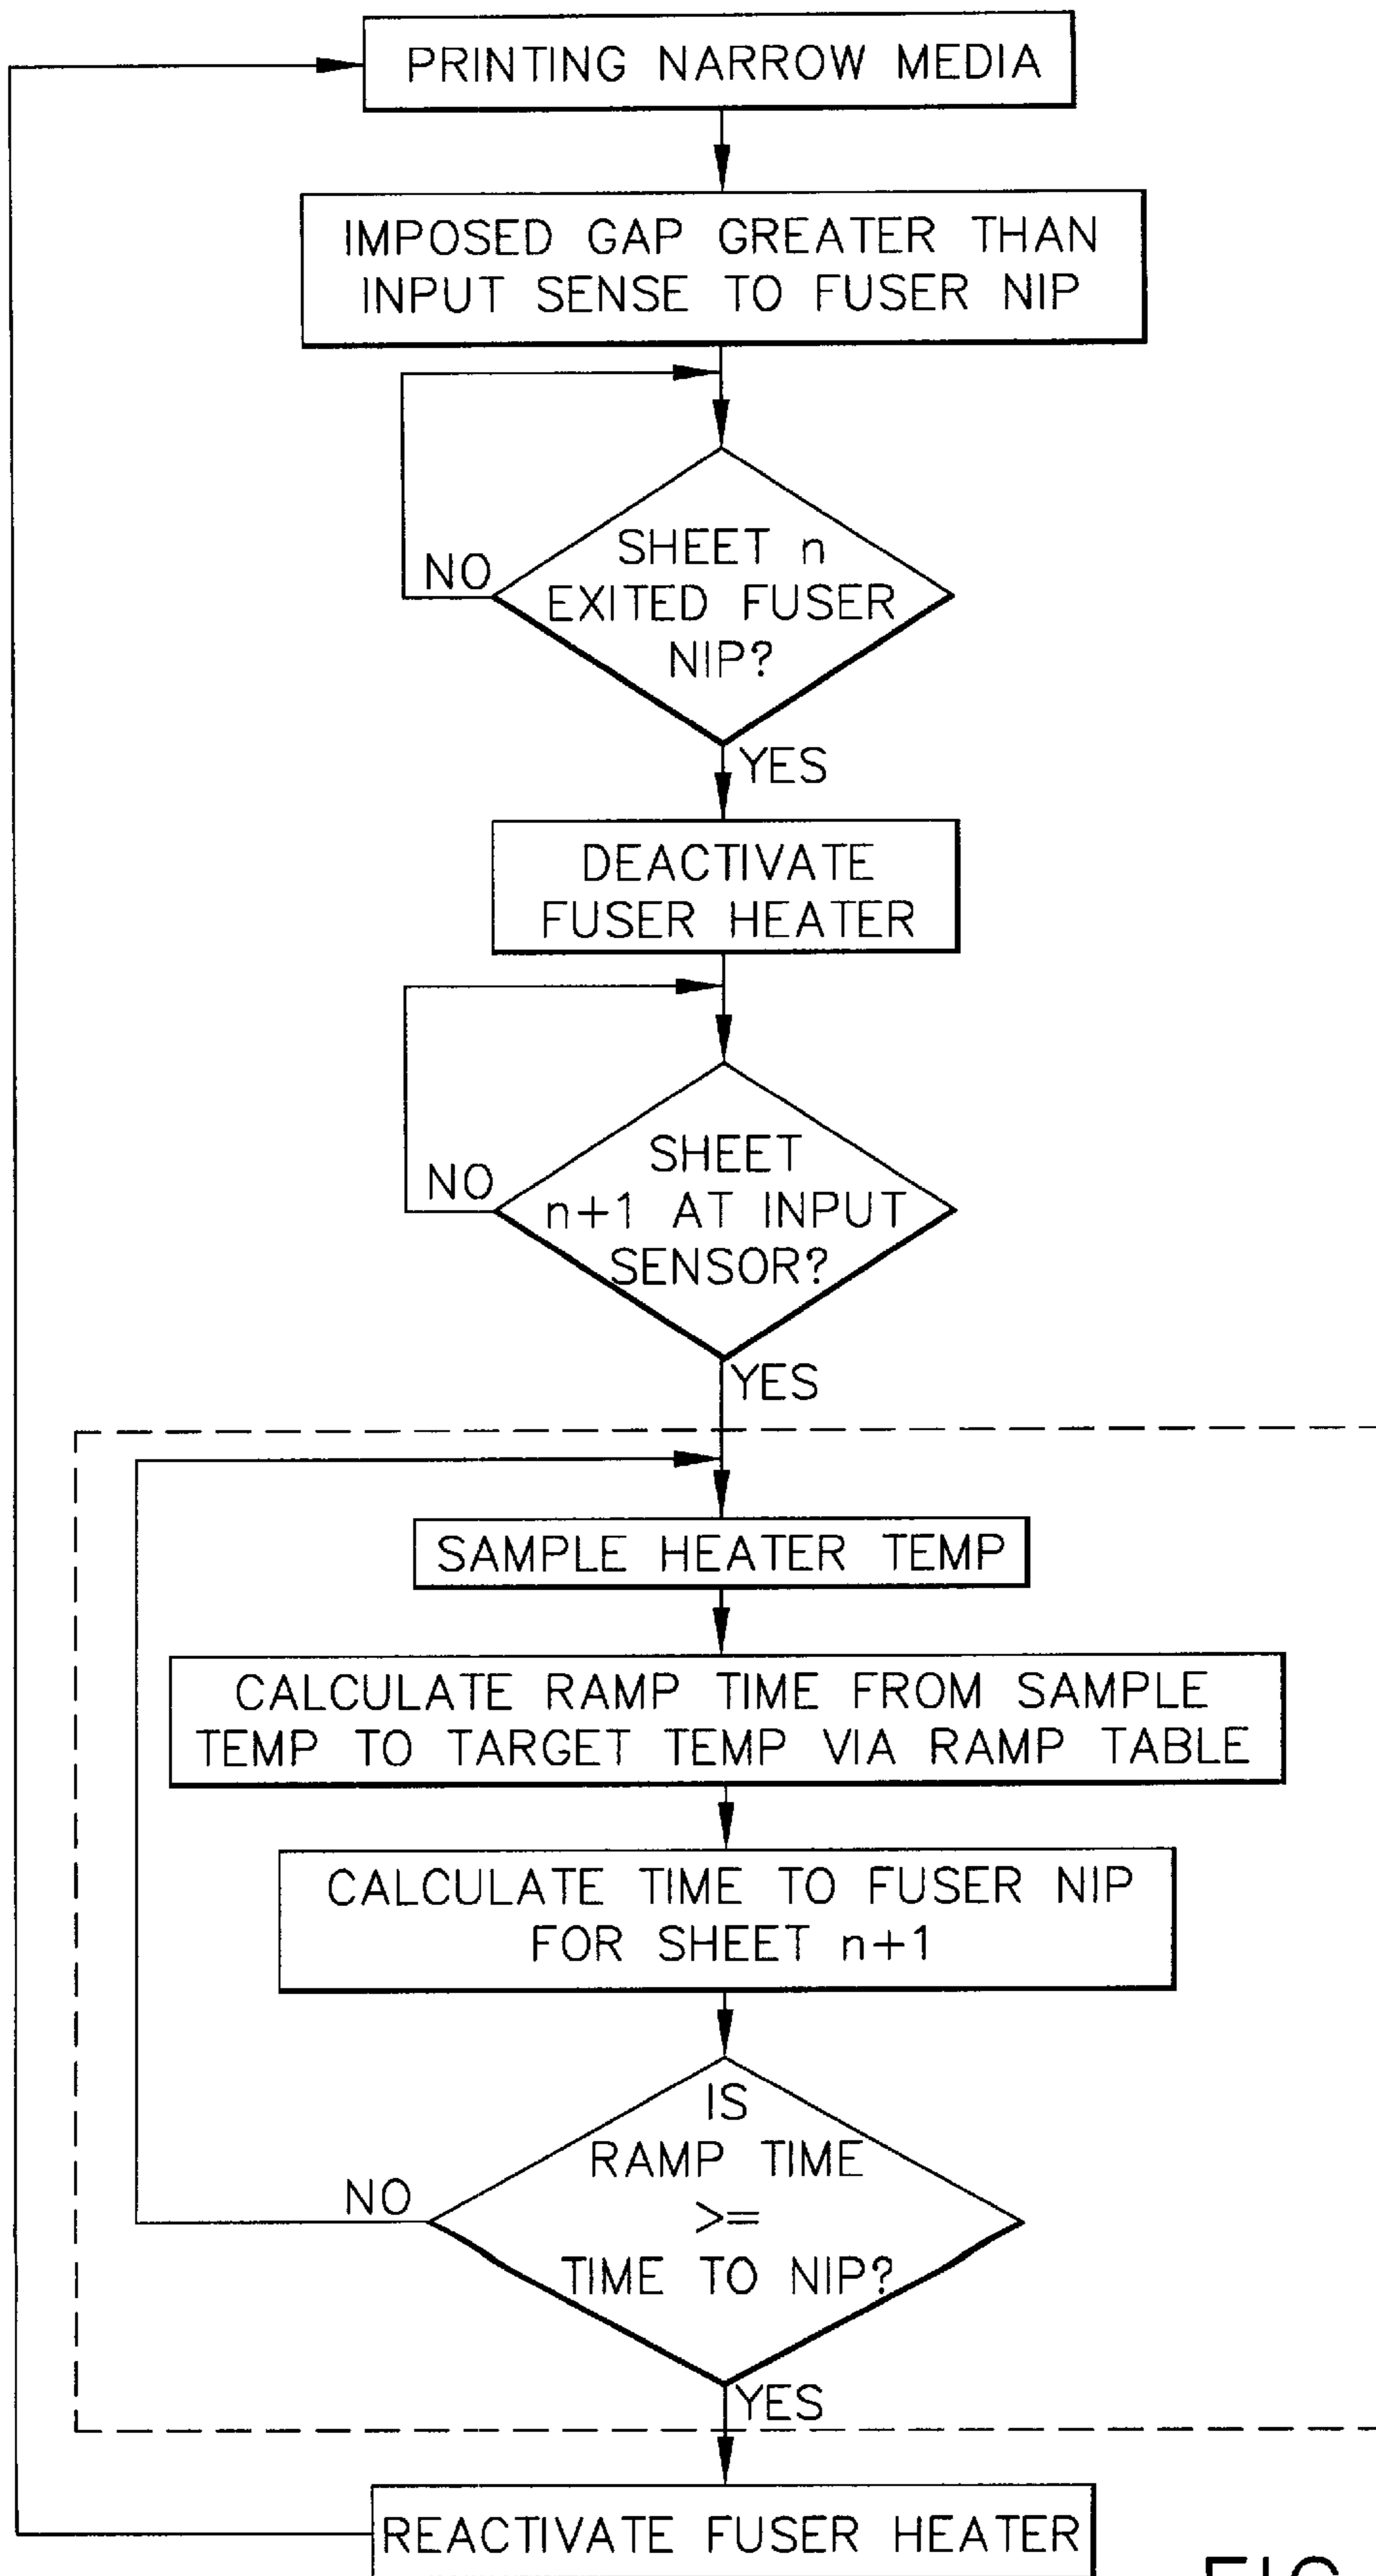 PRINTING NARROW MEDIA
IMPOSED GAP GREATER THAN
INPUT SENSE TO FUSER NIP
SHEET n
EXITED FUSER
NIP?
NO
YES
DEACTIVATE
FUSER HEATER
SHEET
n+1 AT INPUT
SENSOR?
NO
YES
SAMPLE HEATER TEMP
CALCULATE RAMP TIME FROM SAMPLE
TEMP TO TARGET TEMP VIA RAMP TABLE
CALCULATE TIME TO FUSER NIP
FOR SHEET n+1
IS
RAMP TIME
>=
TIME TO NIP?
NO
YES
REACTIVATE FUSER HEATER